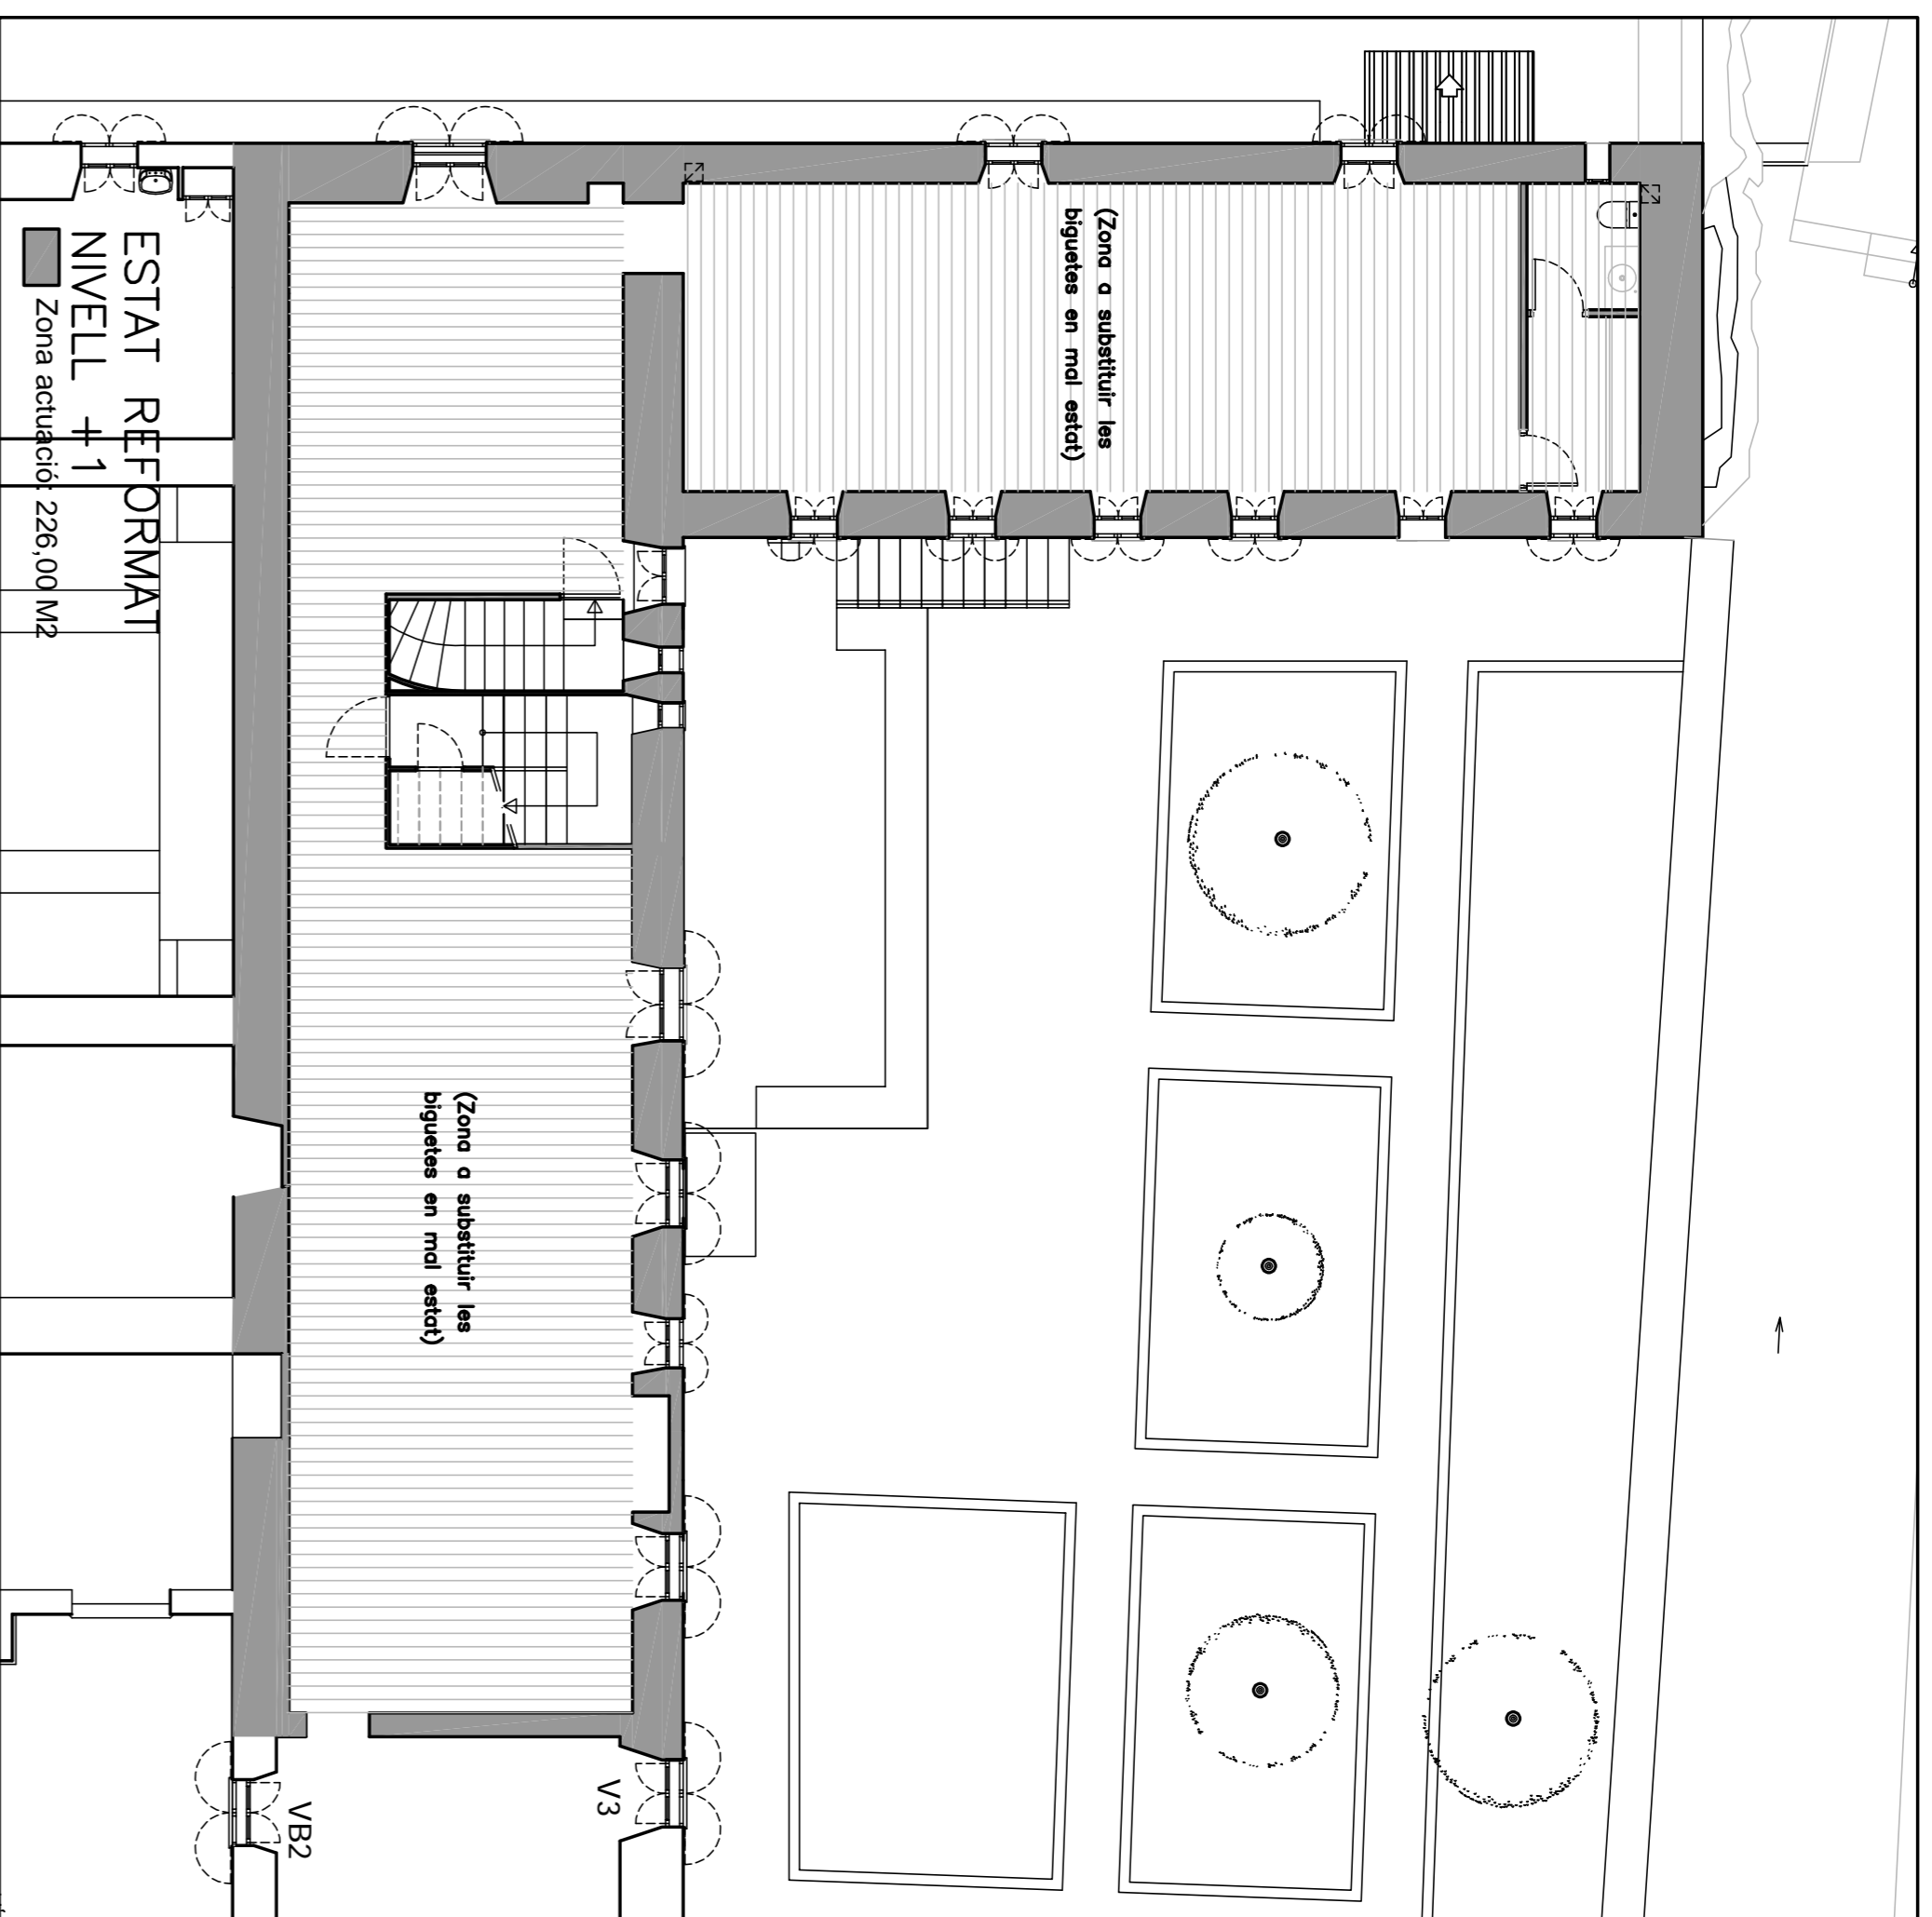 ESTAT REFORMAT
NIVELL +1
Zona actuació: 226,00 M2
(Zona a substituir les
biguetes en mal estat)
(Zona a substituir les
biguetes en mal estat)
V3
VB2